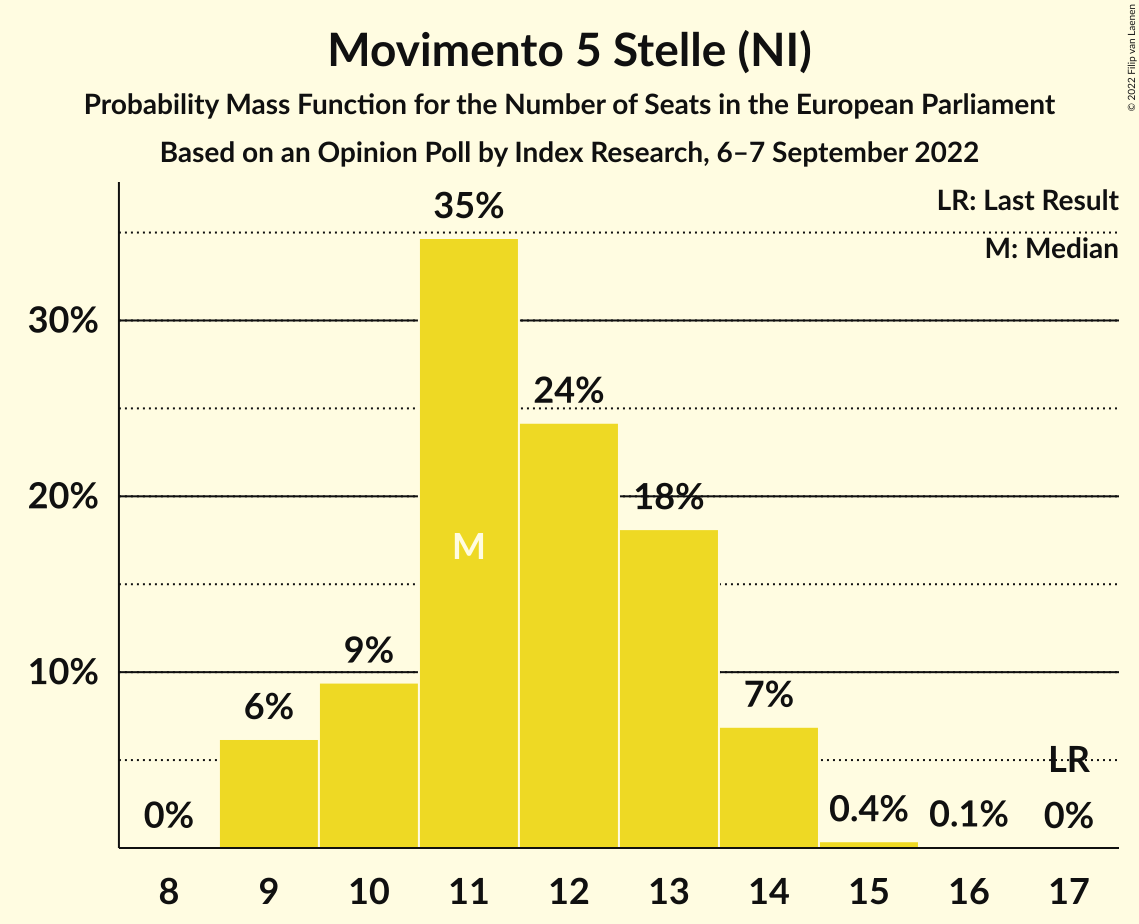 Movimento 5 Stelle (NI)
Probability Mass Function for the Number of Seats in the European Parliament
Based on an Opinion Poll by Index Research, 6–7 September 2022
© 2022 Filip van Laenen
LR: Last Result
M: Median
35%
30%
24%
20%
18%
M
10%
9%
6%
7%
LR
0%
0.4%
0.1%
0%
8 9 10 11 12 13 14 15 16 17